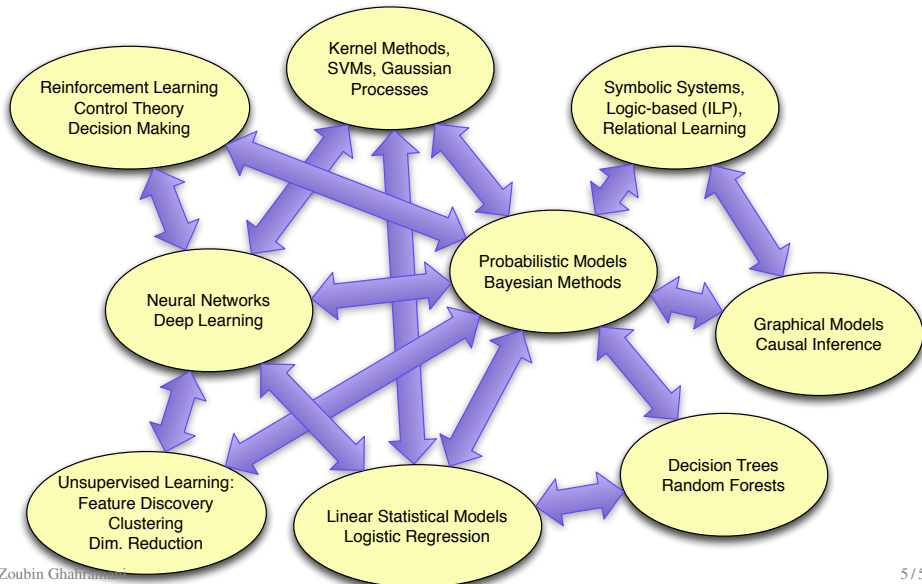 Kernel Methods,
SVMs, Gaussian
Processes
Reinforcement Learning
Control Theory
Decision Making
Symbolic Systems,
Logic-based (ILP),
Relational Learning
Probabilistic Models
Bayesian Methods
Neural Networks
Deep Learning
Graphical Models
Causal Inference
Decision Trees
Random Forests
Unsupervised Learning:
Feature Discovery
Clustering
Dim. Reduction
Linear Statistical Models
Logistic Regression
Zoubin Ghahramani
5 / 5